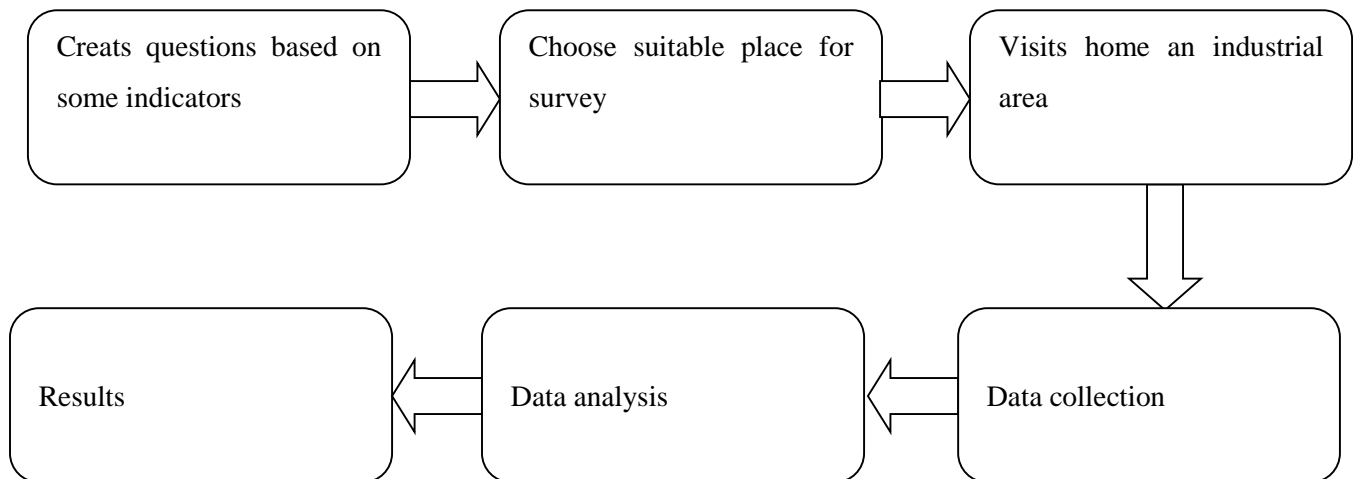 Creats questions based on
some indicators
Choose suitable place for
survey
Visits home an industrial
area
Data collection
Data analysis
Results